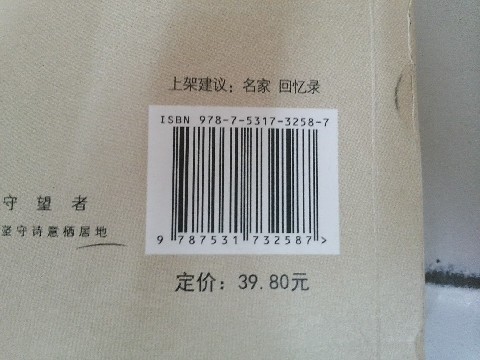 上架建议：名家 回忆录
ISBN 978-7-5317-3258-7
9 787531 732587 >
守望者
坚守诗意栖居地
定价：39.80元